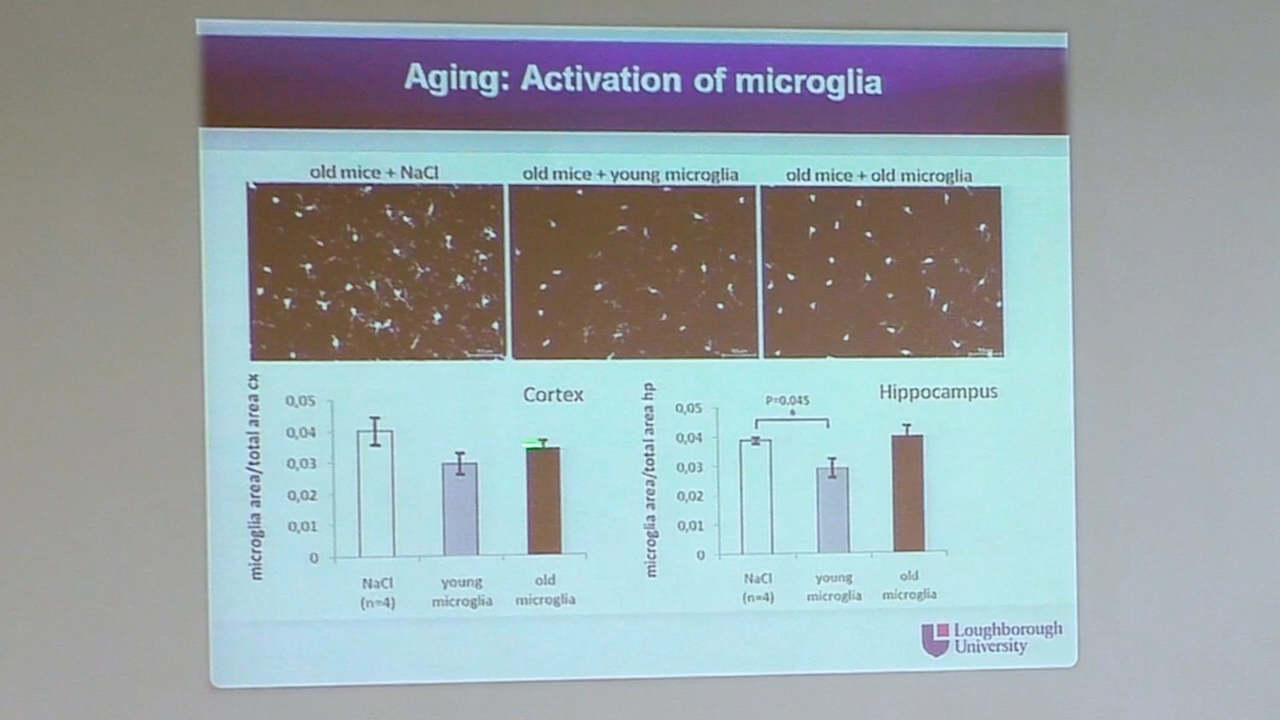 Aging: Activation of microglia
old mice + NaCl
old mice + young microglia
old mice + old microglia
microglia area/total area cx
Cortex
0,05
0,04
0,03
0,02
0,01
0
NaCl
(n=4)
young
microglia
old
microglia
microglia area/total area hp
Hippocampus
P=0.045
*
0,05
0,04
0,03
0,02
0,01
0
NaCl
(n=4)
young
microglia
old
microglia
Loughborough
University